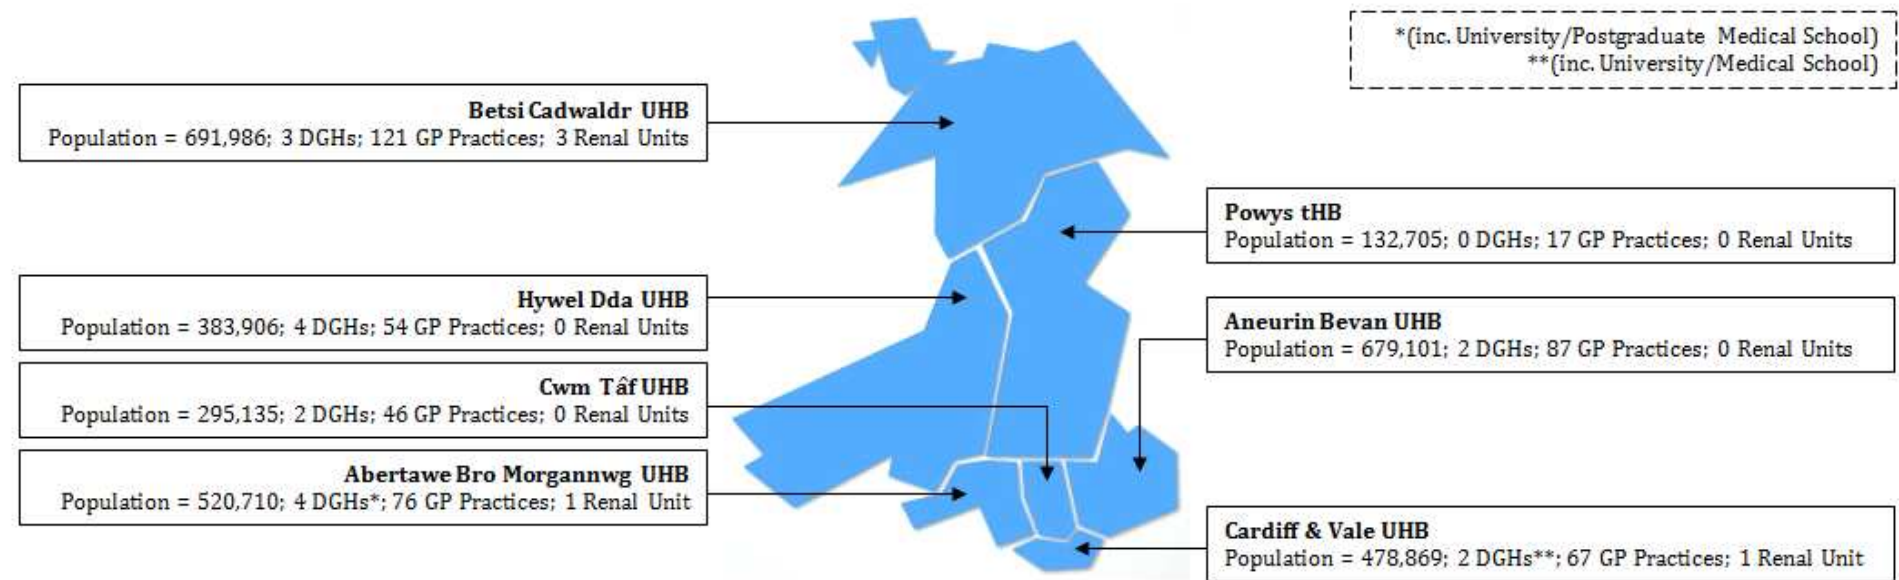 *(inc. University/Postgraduate Medical School)
**(inc. University/Medical School)
Betsi Cadwaldr UHB
Population = 691,986; 3 DGHs; 121 GP Practices; 3 Renal Units
Powys tHB
Population = 132,705; 0 DGHs; 17 GP Practices; 0 Renal Units
Hywel Dda UHB
Population = 383,906; 4 DGHs; 54 GP Practices; 0 Renal Units
Aneurin Bevan UHB
Population = 679,101; 2 DGHs; 87 GP Practices; 0 Renal Units
Cwm Tâf UHB
Population = 295,135; 2 DGHs; 46 GP Practices; 0 Renal Units
Abertawe Bro Morgannwg UHB
Population = 520,710; 4 DGHs*; 76 GP Practices; 1 Renal Unit
Cardiff & Vale UHB
Population = 478,869; 2 DGHs**; 67 GP Practices; 1 Renal Unit